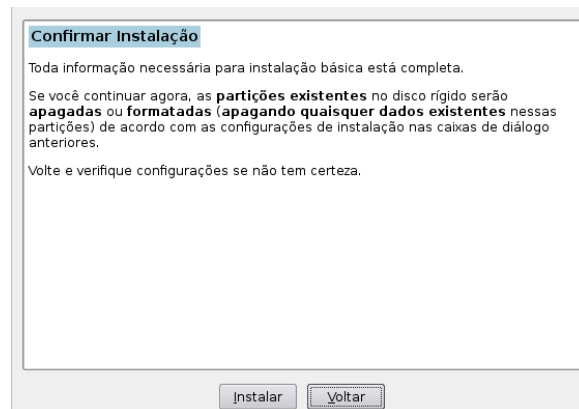 Confirmar Instalação
Toda informação necessária para instalação básica está completa.
Se você continuar agora, as partições existentes no disco rígido serão
apagadas ou formatadas (apagando quaisquer dados existentes nessas
partições) de acordo com as configurações de instalação nas caixas de diálogo
anteriores.
Volte e verifique configurações se não tem certeza.
Instalar
Voltar